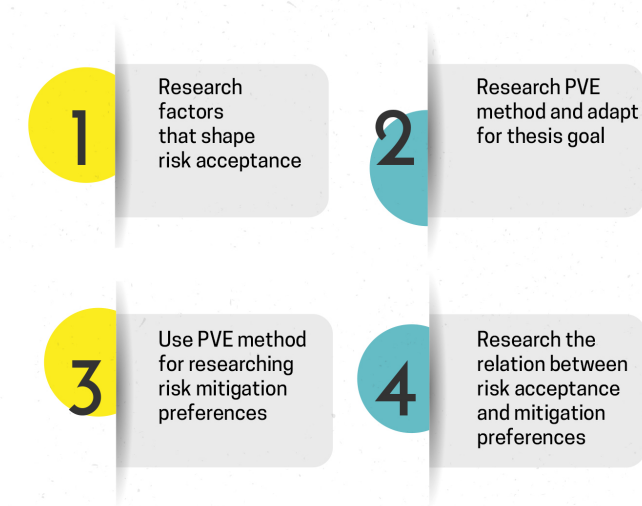 1
Research
factors
that shape
risk acceptance
2
Research PVE
method and adapt
for thesis goal
3
Use PVE method
for researching
risk mitigation
preferences
4
Research the
relation between
risk acceptance
and mitigation
preferences